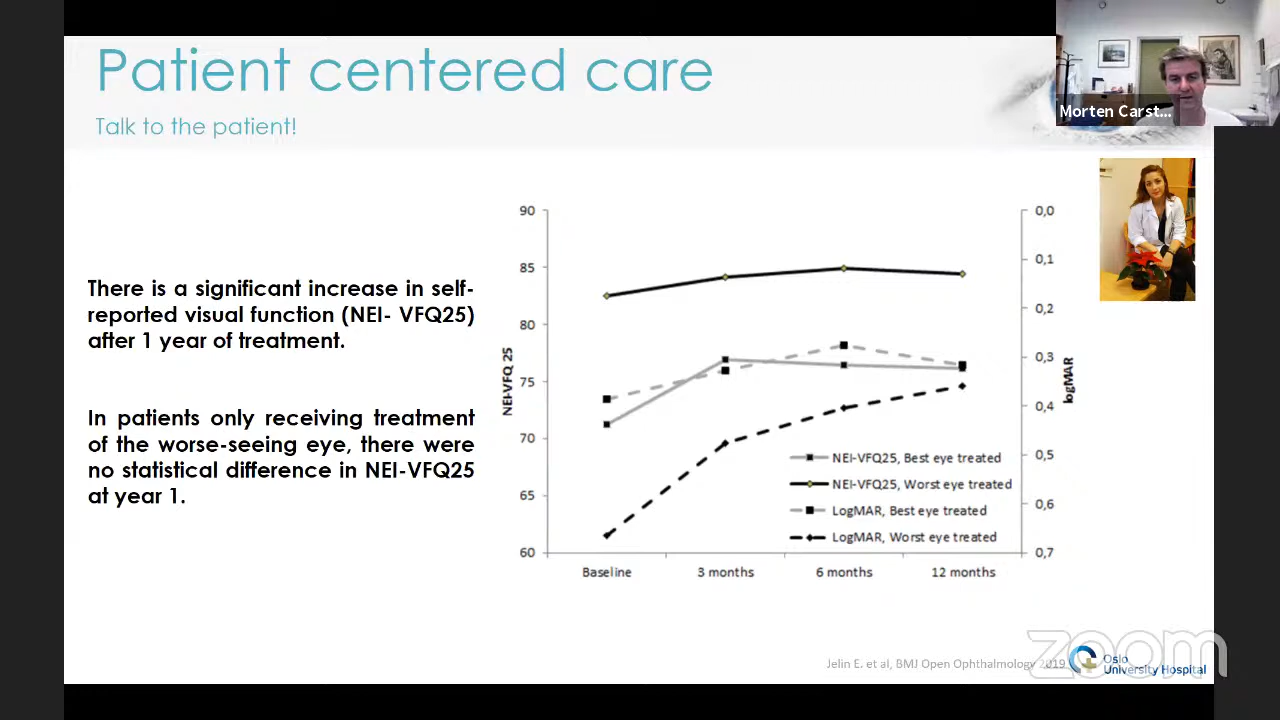 Patient centered care
Talk to the patient!
Morten Carst...
There is a significant increase in self-
reported visual function (NEI- VFQ25)
after 1 year of treatment.
In patients only receiving treatment
of the worse-seeing eye, there were
no statistical difference in NEI-VFQ25
at year 1.
NEI-VFQ 25
90
85
80
75
70
65
60
0,0
0,1
0,2
0,3
0,4
0,5
0,6
0,7
logMAR
NEI-VFQ25, Best eye treated
NEI-VFQ25, Worst eye treated
LogMAR, Best eye treated
LogMAR, Worst eye treated
Baseline
3 months
6 months
12 months
Jelin E. et al, BMJ Open Ophthalmology 2019
Oslo
University Hospital
zoom